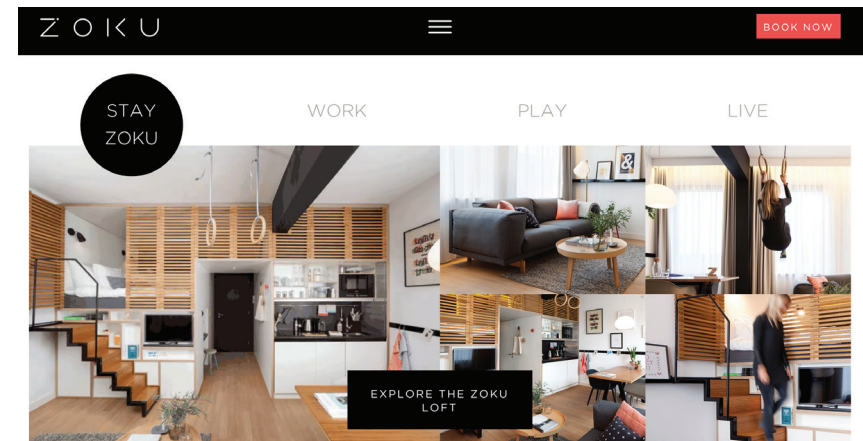 ZOKU
BOOK NOW
STAY
ZOKU
WORK
PLAY
LIVE
&
Z
EXPLORE THE ZOKU
LOFT